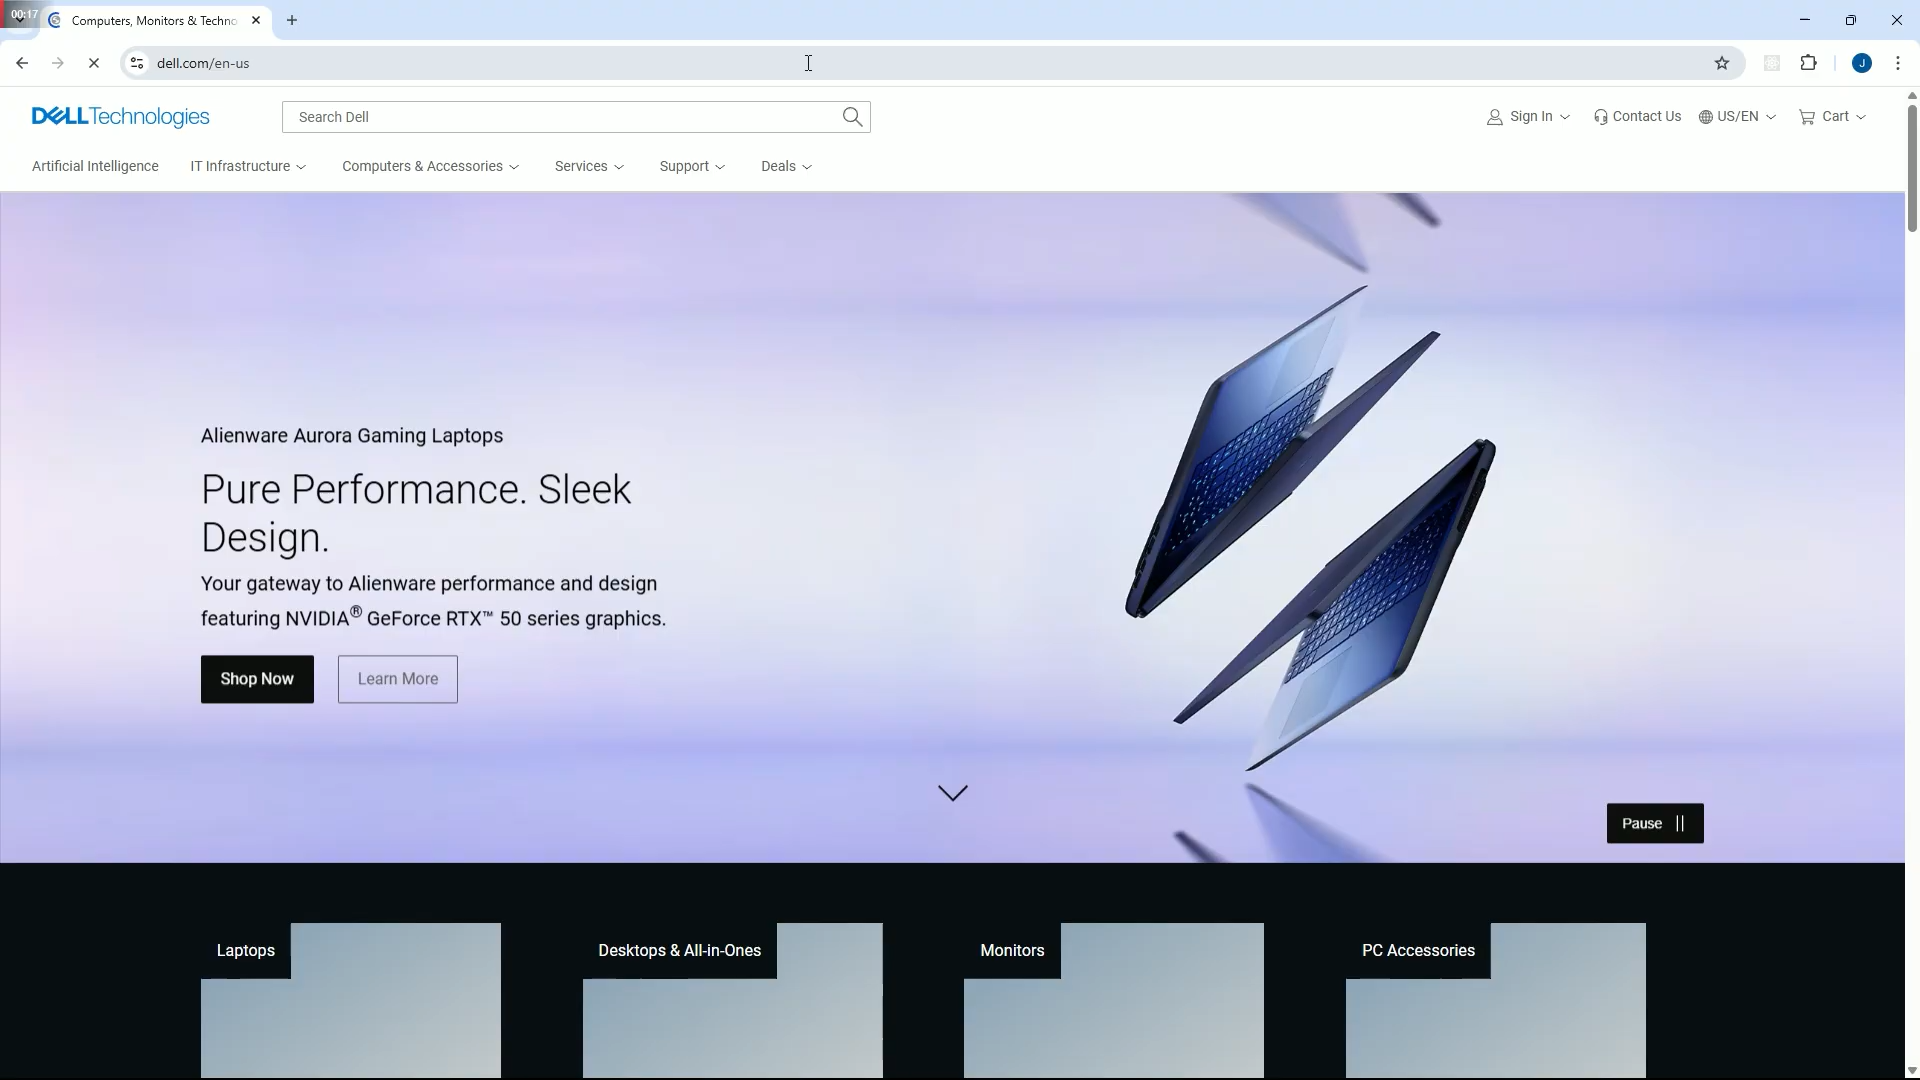 00:17
Computers, Monitors & Techno
dell.com/en-us
J
DELLTechnologies
Search Dell
Sign In
Contact Us
US/EN
Cart
Artificial Intelligence
IT Infrastructure
Computers & Accessories
Services
Support
Deals
Alienware Aurora Gaming Laptops
Pure Performance. Sleek
Design.
Your gateway to Alienware performance and design
featuring NVIDIA® GeForce RTX™ 50 series graphics.
Shop Now
Learn More
Pause
Laptops
Desktops & All-in-Ones
Monitors
PC Accessories